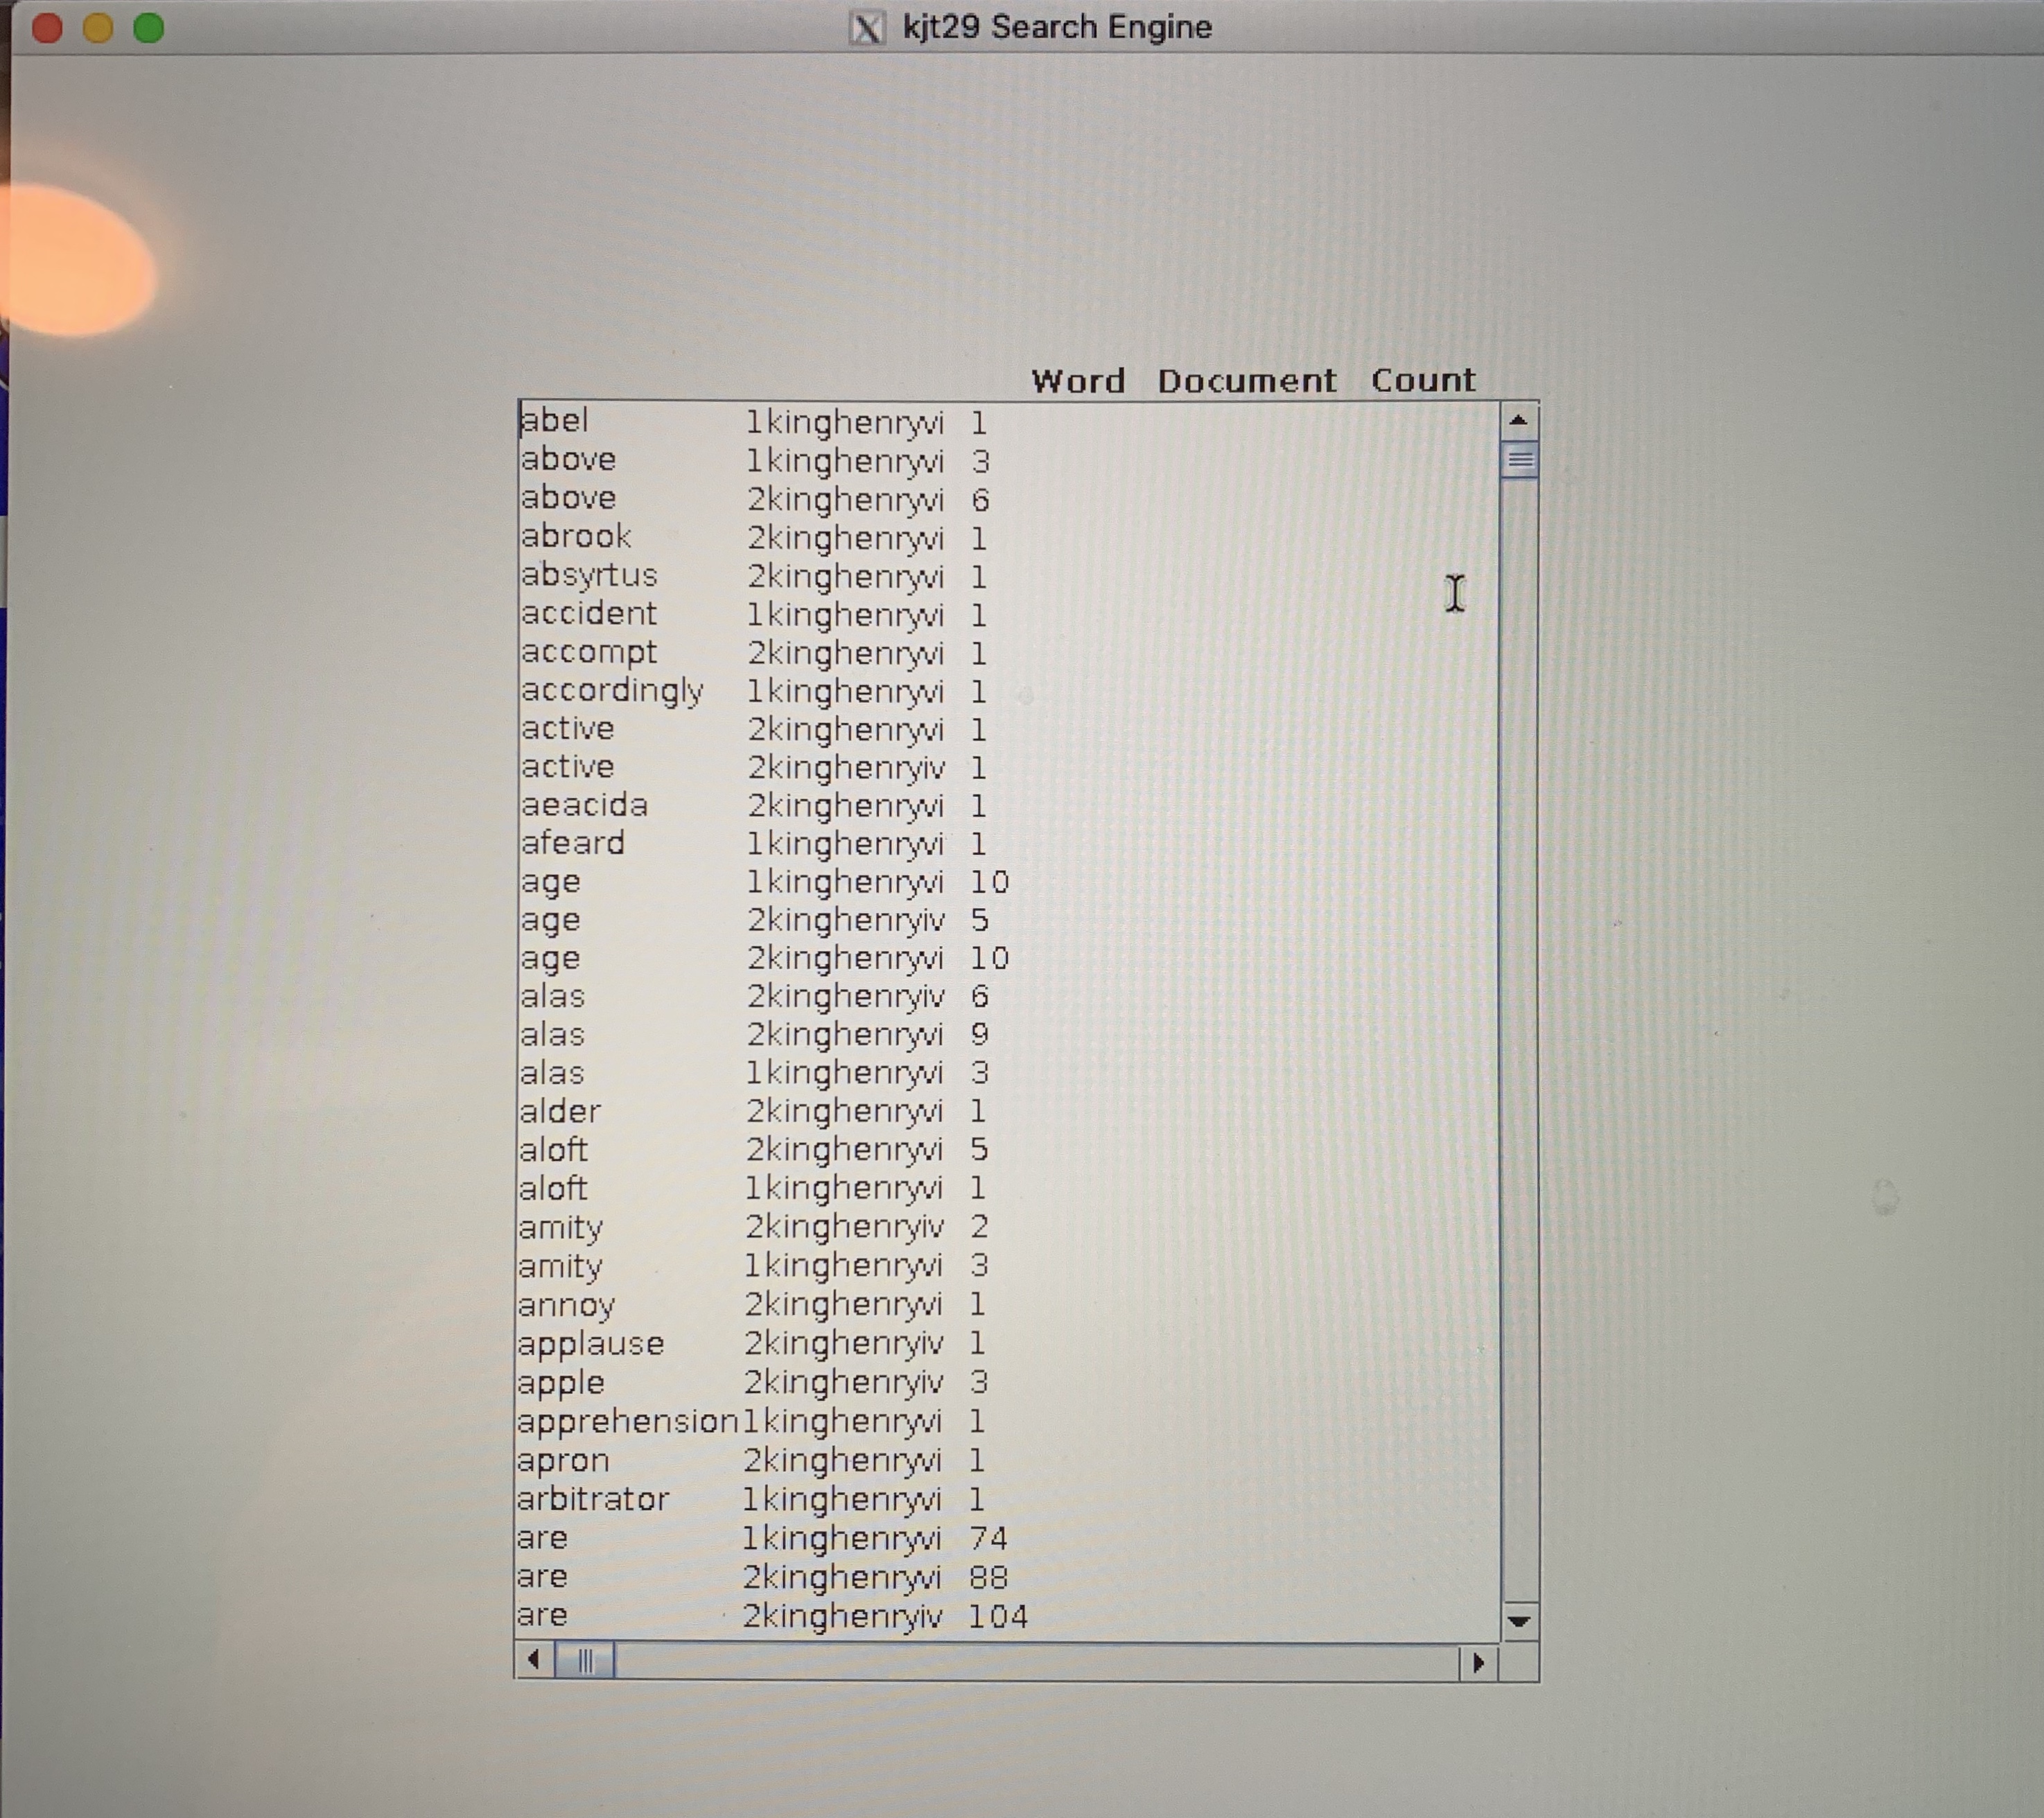 X kjt29 Search Engine
Word Document Count
abel 1kinghenryvi 1
above 1kinghenryvi 3
above 2kinghenryvi 6
abrook 2kinghenryvi 1
absyrtus 2kinghenryvi 1
accident 1kinghenryvi 1
accompt 2kinghenryvi 1
accordingly 1kinghenryvi 1
active 2kinghenryvi 1
active 2kinghenryiv 1
aeacida 2kinghenryvi 1
afeard 1kinghenryvi 1
age 1kinghenryvi 10
age 2kinghenryiv 5
age 2kinghenryvi 10
alas 2kinghenryiv 6
alas 2kinghenryvi 9
alas 1kinghenryvi 3
alder 2kinghenryvi 1
aloft 2kinghenryvi 5
aloft 1kinghenryvi 1
amity 2kinghenryiv 2
amity 1kinghenryvi 3
annoy 2kinghenryvi 1
applause 2kinghenryiv 1
apple 2kinghenryiv 3
apprehension1kinghenryvi 1
apron 2kinghenryvi 1
arbitrator 1kinghenryvi 1
are 1kinghenryvi 74
are 2kinghenryvi 88
are 2kinghenryiv 104